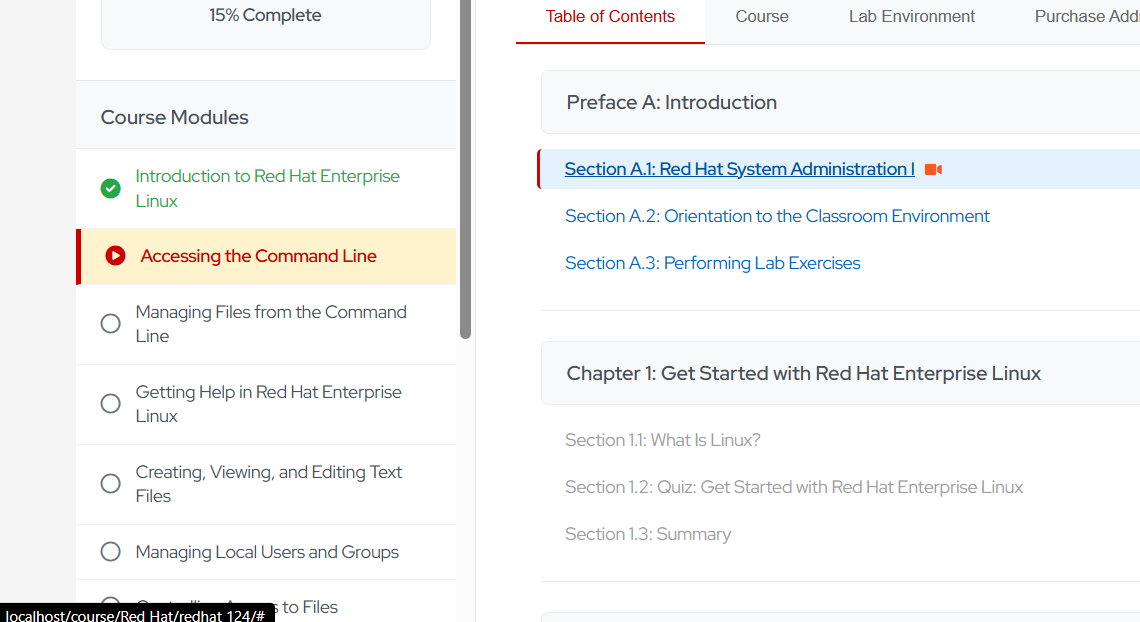 15% Complete
Course Modules
Introduction to Red Hat Enterprise
Linux
Accessing the Command Line
Managing Files from the Command
Line
Getting Help in Red Hat Enterprise
Linux
Creating, Viewing, and Editing Text
Files
Managing Local Users and Groups
to Files
localhost/course/Red Hat/redhat_124/#
Table of Contents
Course
Lab Environment
Purchase Addi
Preface A: Introduction
Section A.1: Red Hat System Administration I
Section A.2: Orientation to the Classroom Environment
Section A.3: Performing Lab Exercises
Chapter 1: Get Started with Red Hat Enterprise Linux
Section 1.1: What Is Linux?
Section 1.2: Quiz: Get Started with Red Hat Enterprise Linux
Section 1.3: Summary